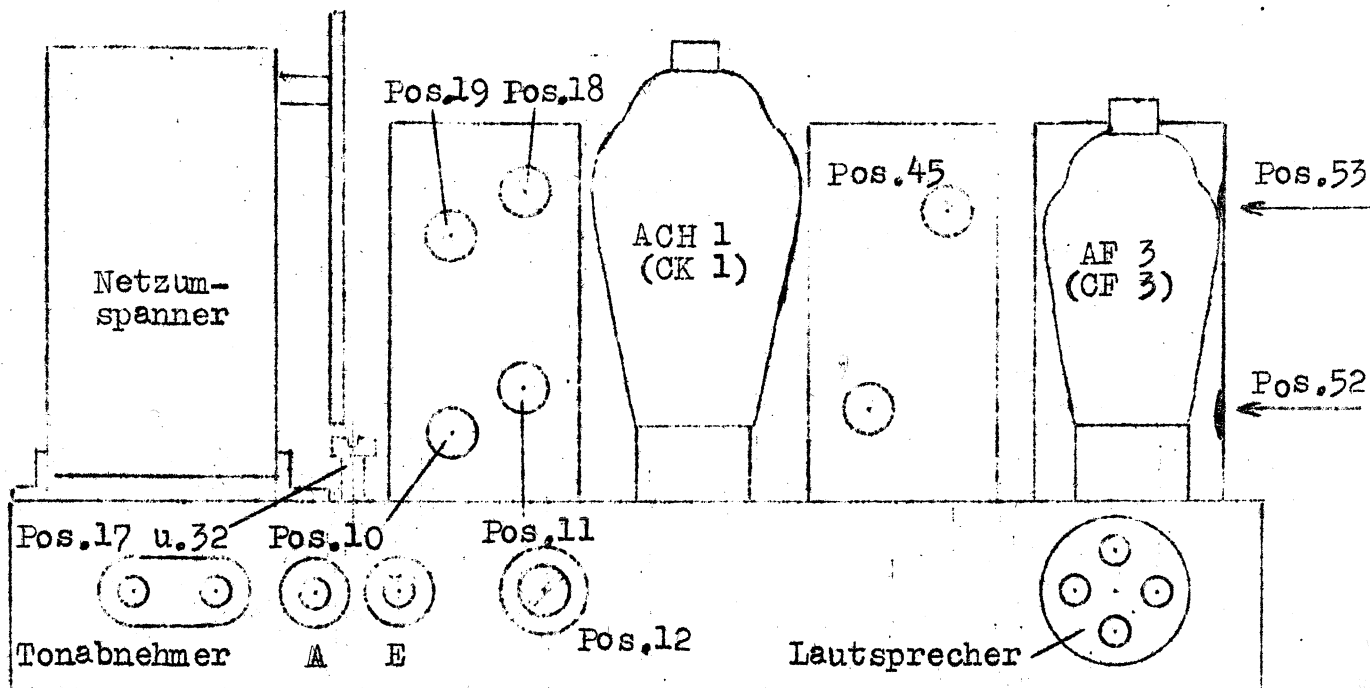 Pos.19 Pos.18
Pos.45
Pos.53
ACH 1
(CK 1)
AF 3
(CF 3)
Netzum-
spanner
Pos.52
Pos.17 u.32
Pos.10
Pos.11
Pos.12
Tonabnehmer
A
E
Lautsprecher